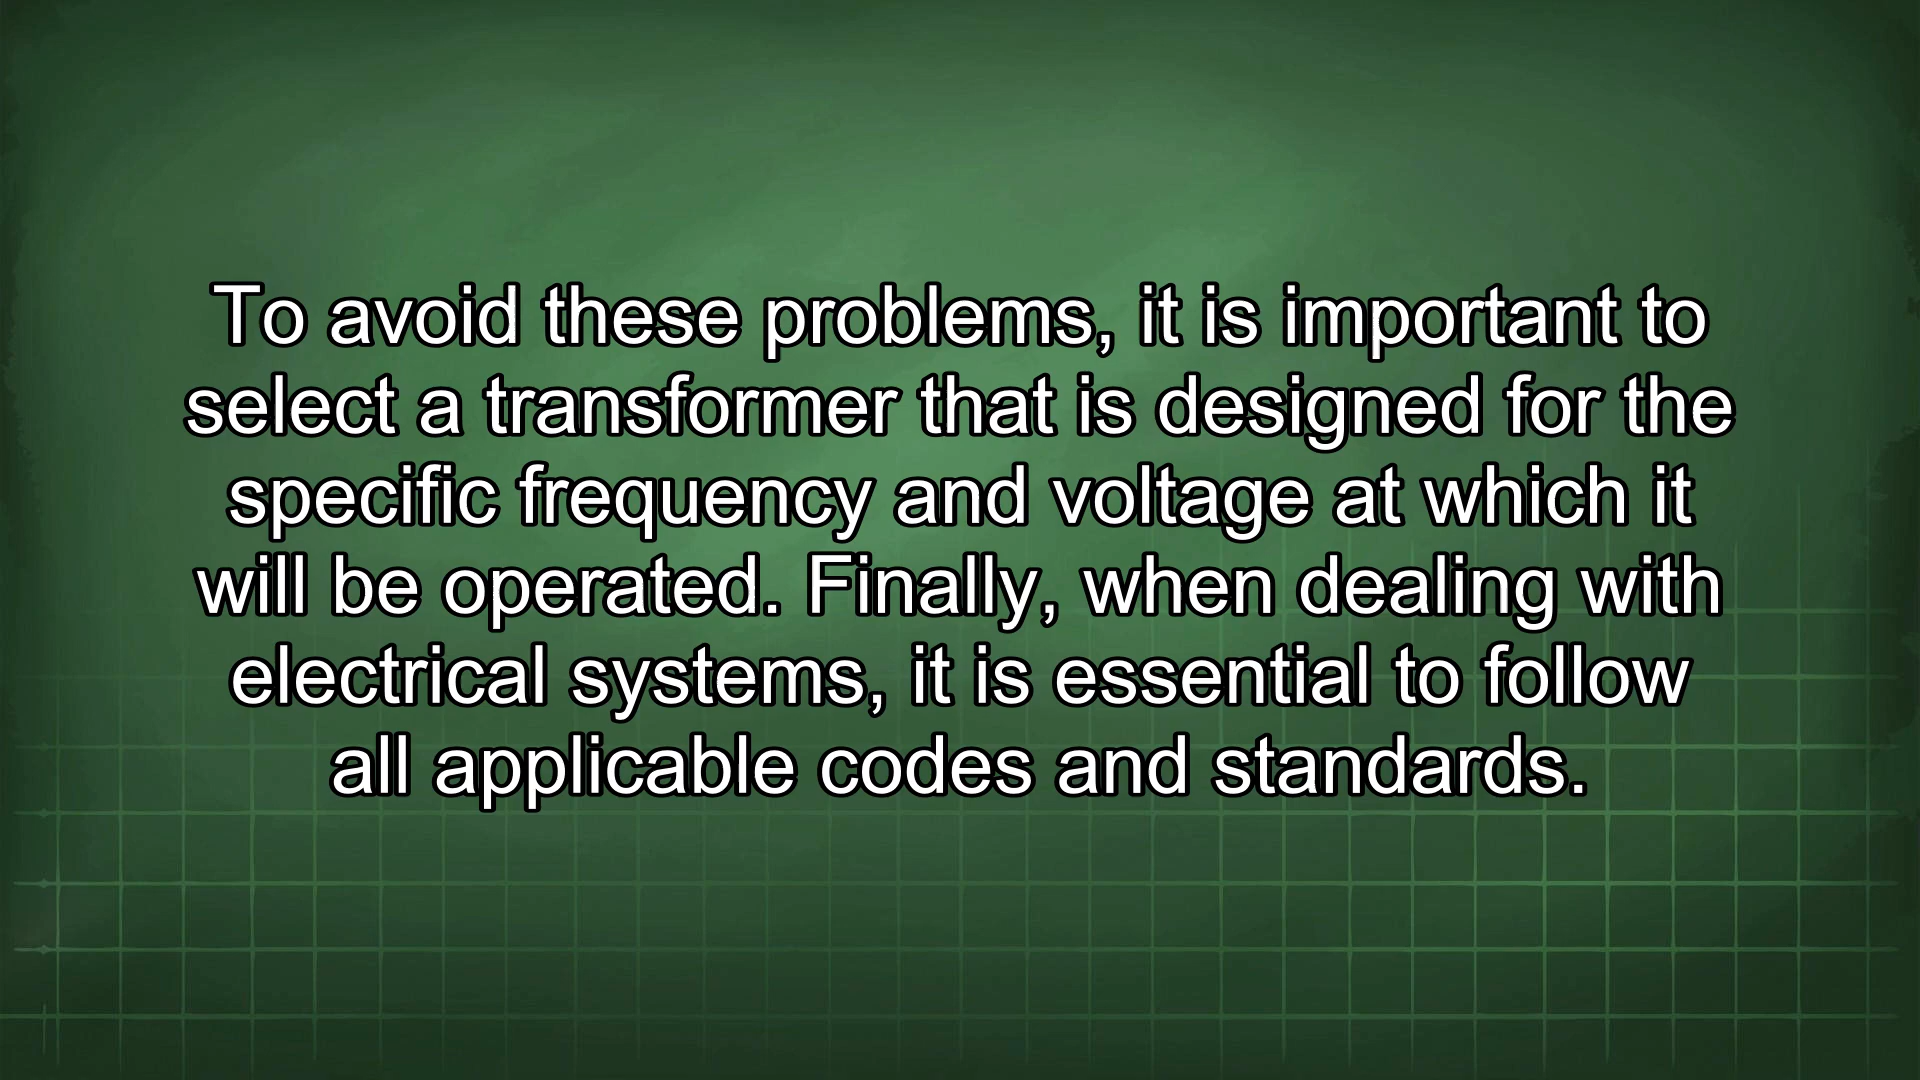 To avoid these problems, it is important to
select a transformer that is designed for the
specific frequency and voltage at which it
will be operated. Finally, when dealing with
electrical systems, it is essential to follow
all applicable codes and standards.